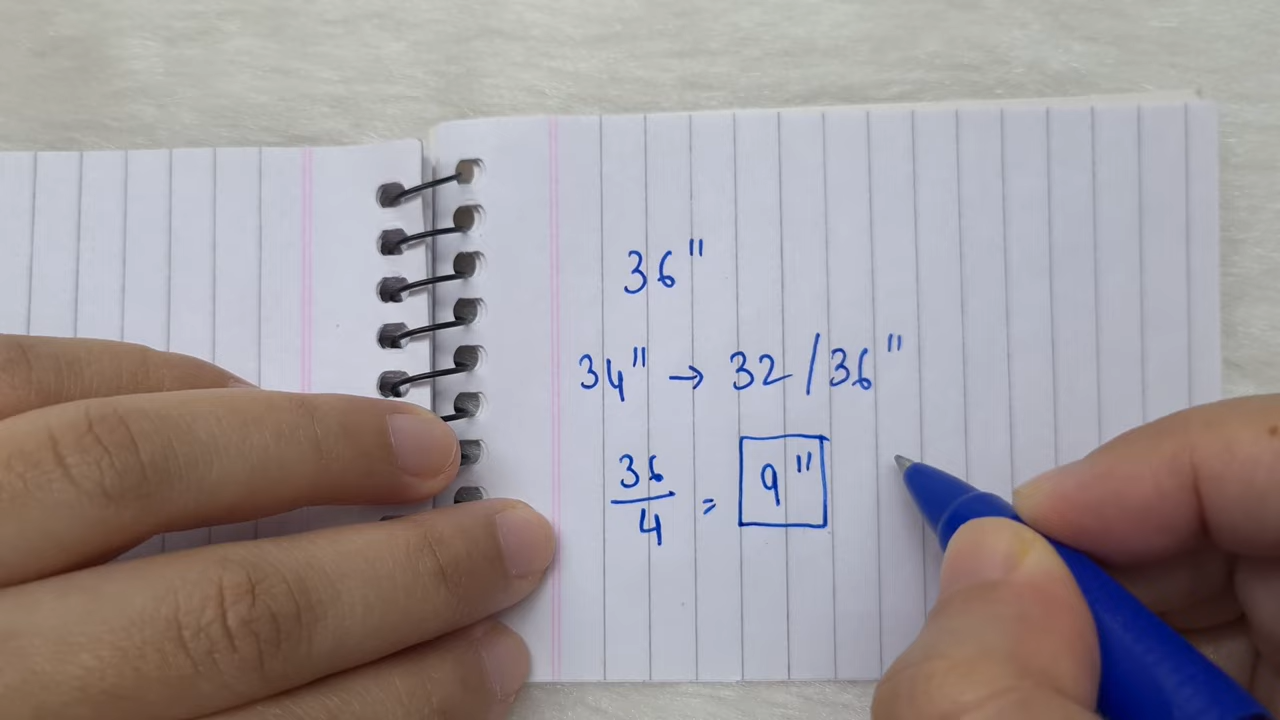 36"
34" → 32/36"
36/4 = 9"